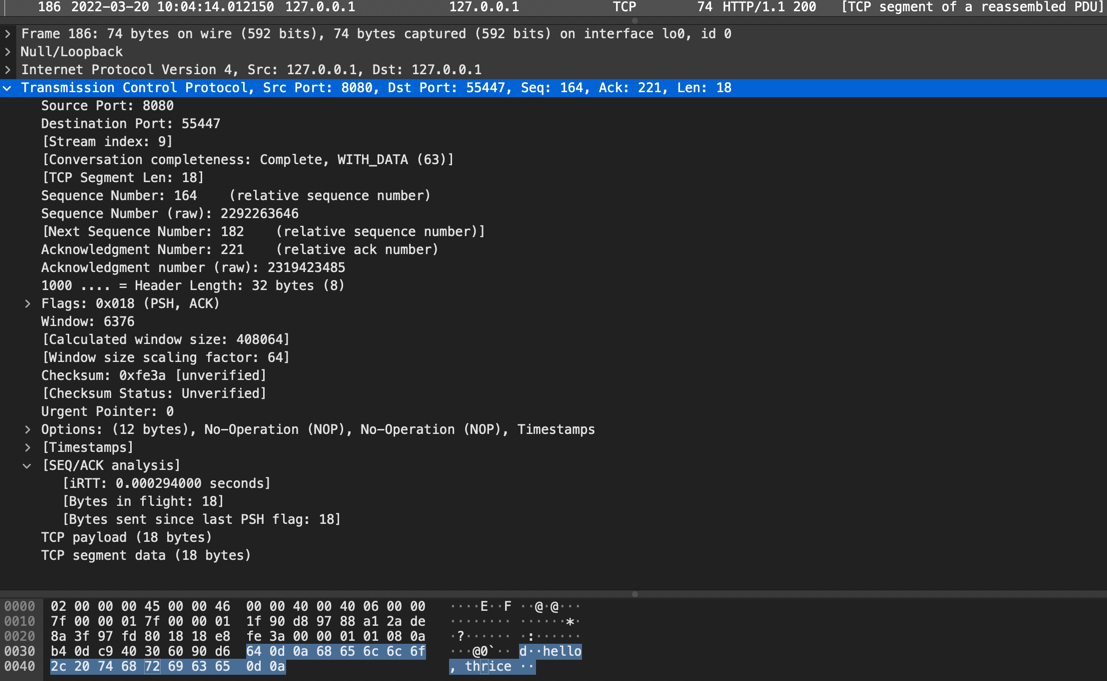 186 2022-03-20 10:04:14.012150 127.0.0.1 127.0.0.1 TCP 74 HTTP/1.1 200 [TCP segment of a reassembled PDU]
> Frame 186: 74 bytes on wire (592 bits), 74 bytes captured (592 bits) on interface lo0, id 0
> Null/Loopback
> Internet Protocol Version 4, Src: 127.0.0.1, Dst: 127.0.0.1
Transmission Control Protocol, Src Port: 8080, Dst Port: 55447, Seq: 164, Ack: 221, Len: 18
Source Port: 8080
Destination Port: 55447
[Stream index: 9]
[Conversation completeness: Complete, WITH_DATA (63)]
[TCP Segment Len: 18]
Sequence Number: 164 (relative sequence number)
Sequence Number (raw): 2292263646
[Next Sequence Number: 182 (relative sequence number)]
Acknowledgment Number: 221 (relative ack number)
Acknowledgment number (raw): 2319423485
1000 .... = Header Length: 32 bytes (8)
> Flags: 0x018 (PSH, ACK)
Window: 6376
[Calculated window size: 408064]
[Window size scaling factor: 64]
Checksum: 0xfe3a [unverified]
[Checksum Status: Unverified]
Urgent Pointer: 0
> Options: (12 bytes), No-Operation (NOP), No-Operation (NOP), Timestamps
> [Timestamps]
[SEQ/ACK analysis]
[iRTT: 0.000294000 seconds]
[Bytes in flight: 18]
[Bytes sent since last PSH flag: 18]
TCP payload (18 bytes)
TCP segment data (18 bytes)
0000 02 00 00 00 45 00 00 46 00 00 40 00 40 06 00 00 ····E··F ··@·@···
0010 7f 00 00 01 7f 00 00 01 1f 90 d8 97 88 a1 2a de ········ ······*·
0020 8a 3f 97 fd 80 18 18 e8 fe 3a 00 00 01 01 08 0a ·?······ ·:······
0030 b4 0d c9 40 30 60 90 d6 64 0d 0a 68 65 6c 6c 6f ···@0`·· d··hello
0040 2c 20 74 68 72 69 63 65 0d 0a , thrice ··